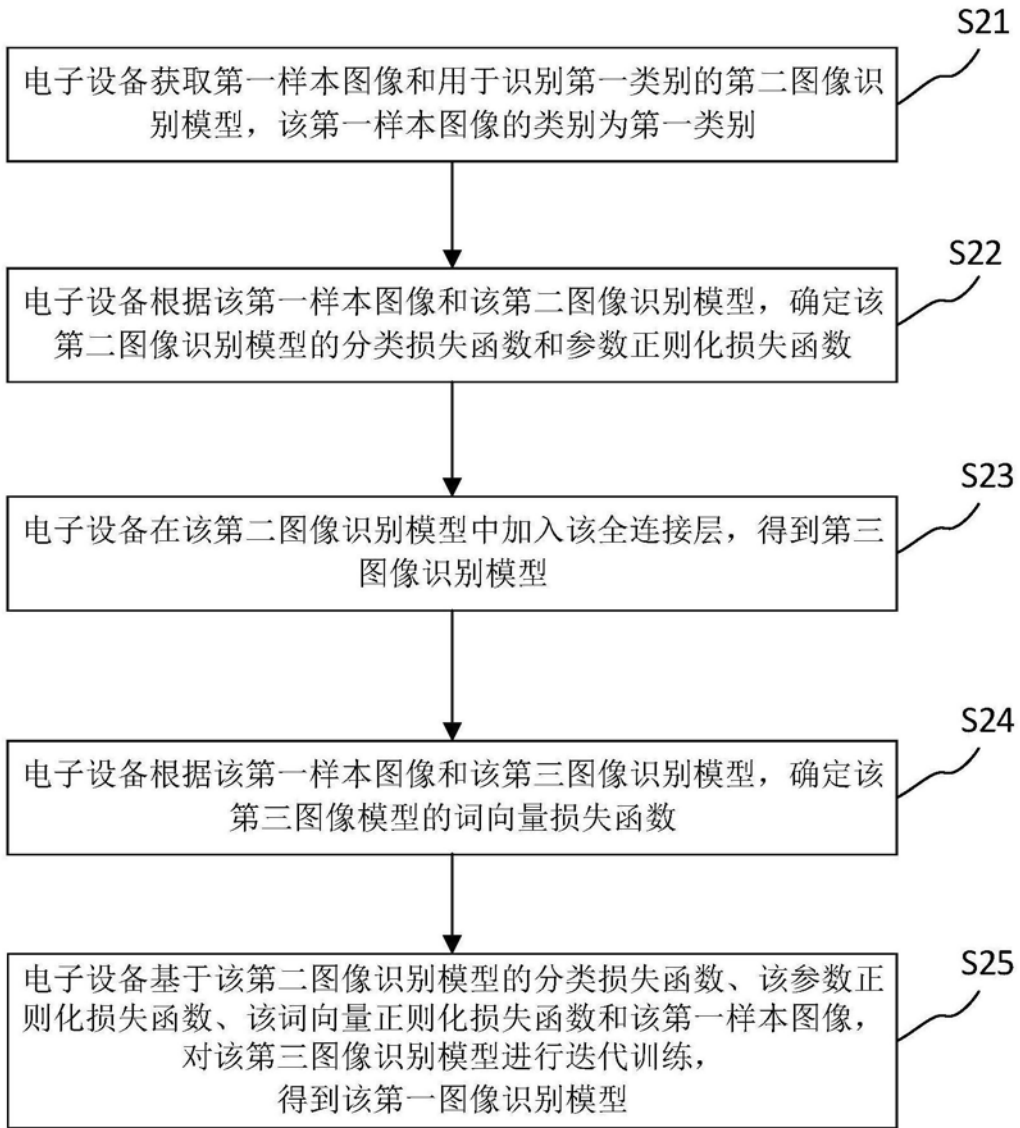 S21
电子设备获取第一样本图像和用于识别第一类别的第二图像识
别模型，该第一样本图像的类别为第一类别
S22
电子设备根据该第一样本图像和该第二图像识别模型，确定该
第二图像识别模型的分类损失函数和参数正则化损失函数
S23
电子设备在该第二图像识别模型中加入该全连接层，得到第三
图像识别模型
S24
电子设备根据该第一样本图像和该第三图像识别模型，确定该
第三图像模型的词向量损失函数
S25
电子设备基于该第二图像识别模型的分类损失函数、该参数正
则化损失函数、该词向量正则化损失函数和该第一样本图像，
对该第三图像识别模型进行迭代训练，
得到该第一图像识别模型